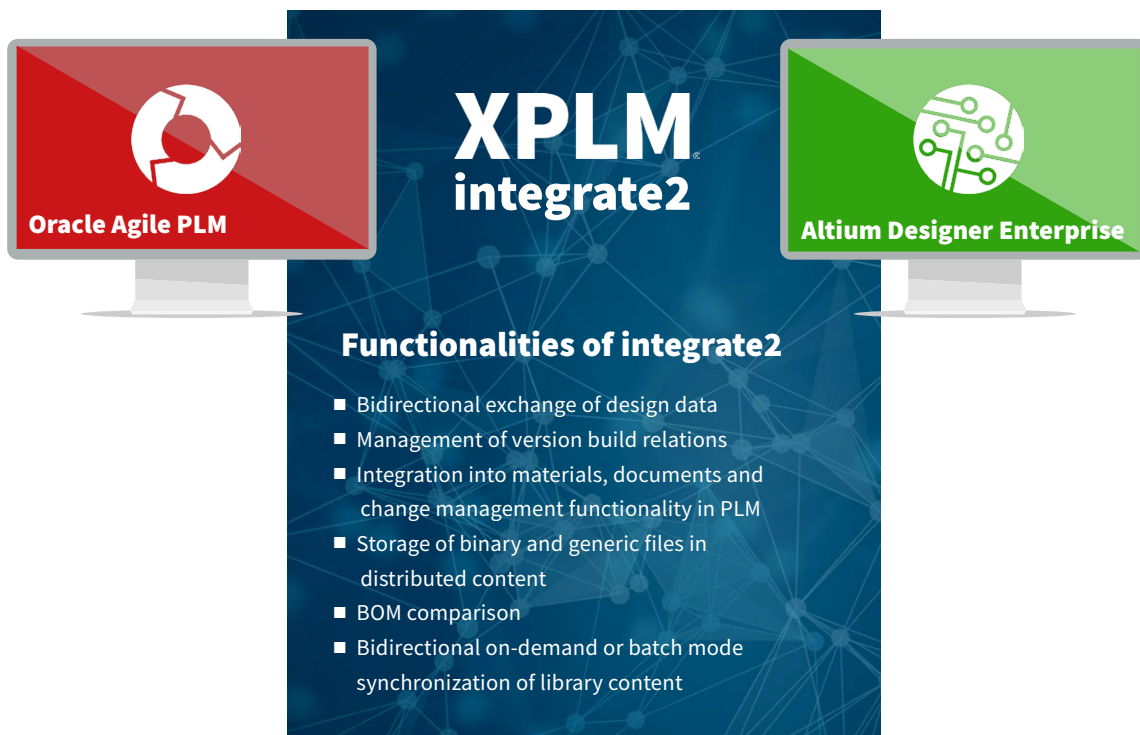 XPLM®
integrate2
Oracle Agile PLM
Altium Designer Enterprise
Functionalities of integrate2
■ Bidirectional exchange of design data
■ Management of version build relations
■ Integration into materials, documents and
change management functionality in PLM
■ Storage of binary and generic files in
distributed content
■ BOM comparison
■ Bidirectional on-demand or batch mode
synchronization of library content